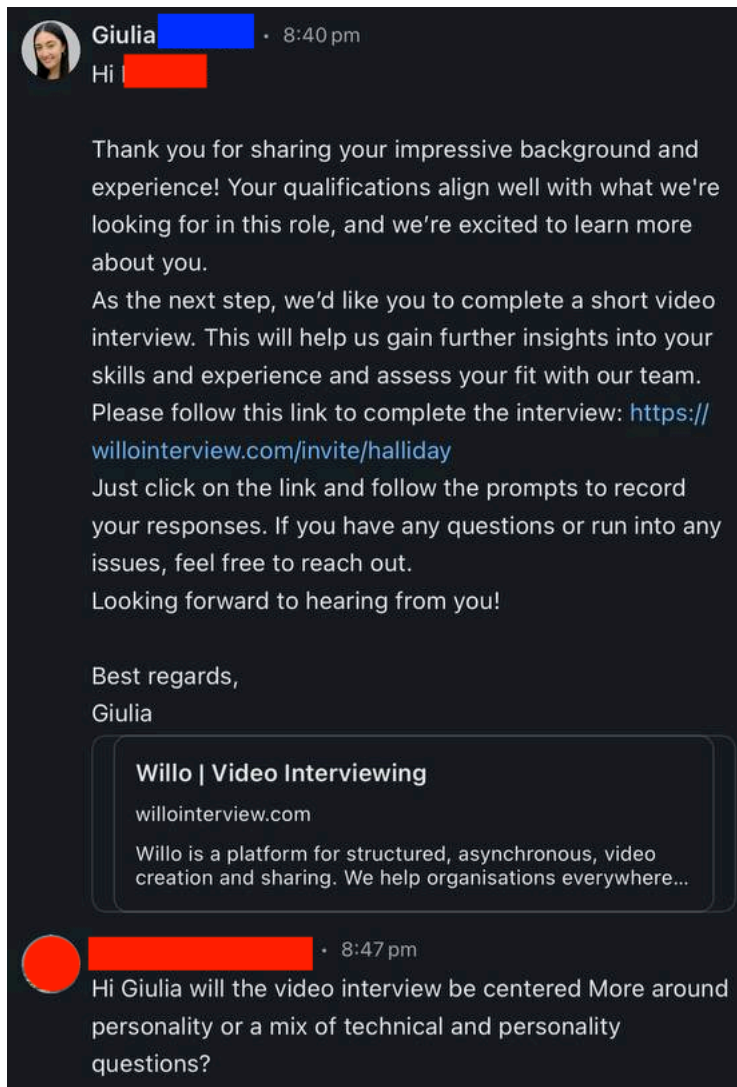 Giulia • 8:40 pm
Hi
Thank you for sharing your impressive background and
experience! Your qualifications align well with what we're
looking for in this role, and we’re excited to learn more
about you.
As the next step, we’d like you to complete a short video
interview. This will help us gain further insights into your
skills and experience and assess your fit with our team.
Please follow this link to complete the interview: https://
willointerview.com/invite/halliday
Just click on the link and follow the prompts to record
your responses. If you have any questions or run into any
issues, feel free to reach out.
Looking forward to hearing from you!
Best regards,
Giulia
Willo | Video Interviewing
willointerview.com
Willo is a platform for structured, asynchronous, video
creation and sharing. We help organisations everywhere...
• 8:47 pm
Hi Giulia will the video interview be centered More around
personality or a mix of technical and personality
questions?